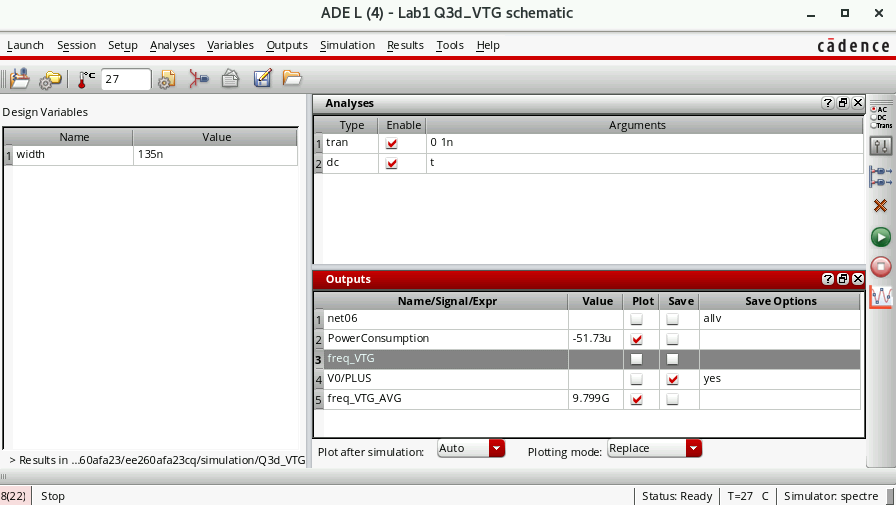 ADE L (4) - Lab1 Q3d_VTG schematic
Launch Session Setup Analyses Variables Outputs Simulation Results Tools Help
cādence
°C 27
Design Variables
Name Value
1 width 135n
> Results in ...60afa23/ee260afa23cq/simulation/Q3d_VTG
Analyses ?
Type Enable Arguments
1 tran 0 1n
2 dc t
Outputs ?
Name/Signal/Expr Value Plot Save Save Options
1 net06 allv
2 PowerConsumption -51.73u
3 freq_VTG
4 V0/PLUS yes
5 freq_VTG_AVG 9.799G
Plot after simulation: Auto Plotting mode: Replace
AC
DC
Trans
8(22) Stop Status: Ready T=27 C Simulator: spectre